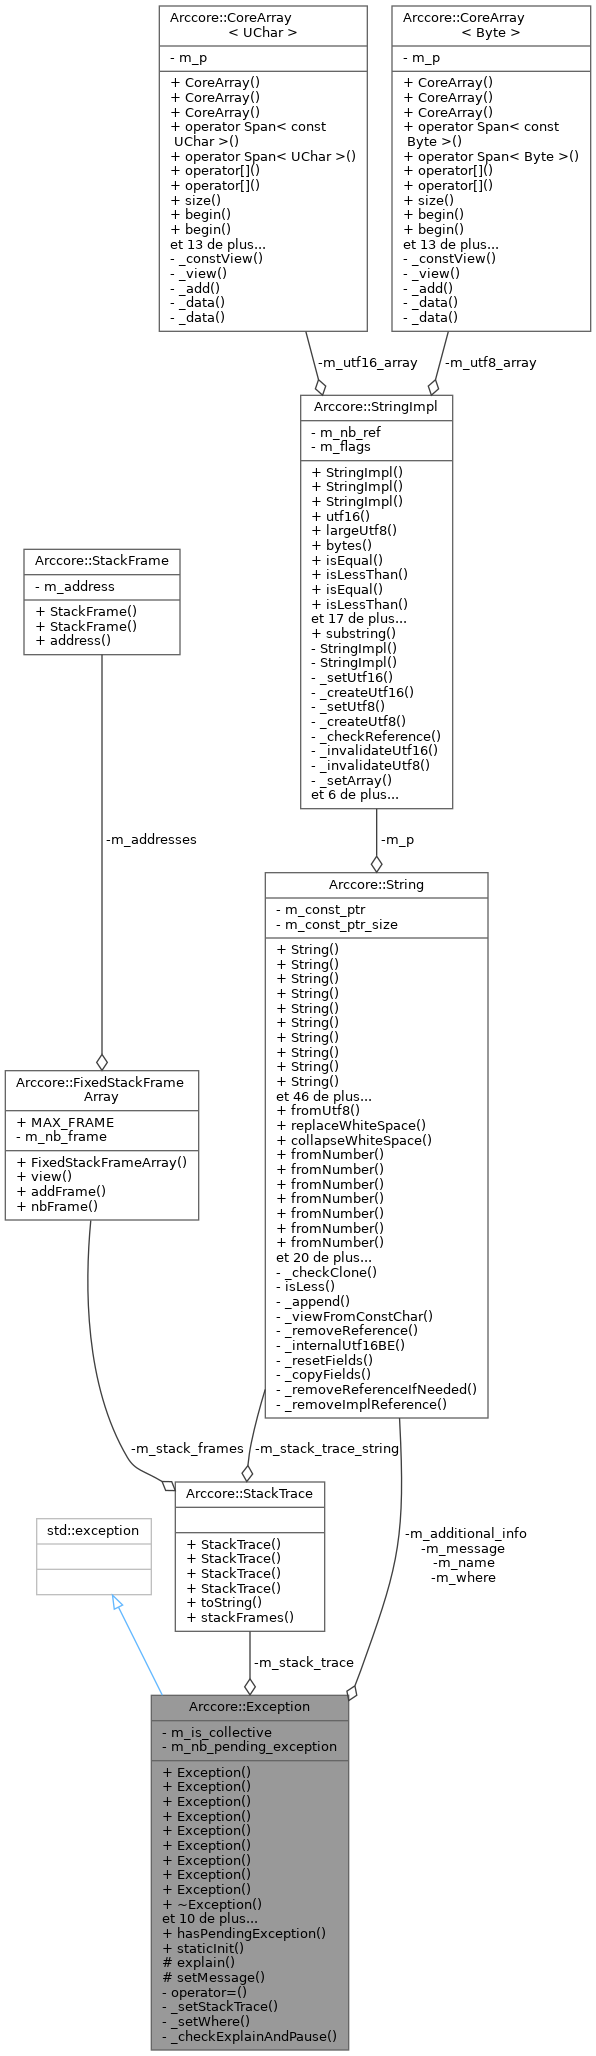 Arccore::CoreArray
< UChar >
- m_p
+ CoreArray()
+ CoreArray()
+ CoreArray()
+ operator Span< const
UChar >()
+ operator Span< UChar >()
+ operator[]()
+ operator[]()
+ size()
+ begin()
+ begin()
et 13 de plus...
- _constView()
- _view()
- _add()
- _data()
- _data()
Arccore::CoreArray
< Byte >
- m_p
+ CoreArray()
+ CoreArray()
+ CoreArray()
+ operator Span< const
Byte >()
+ operator Span< Byte >()
+ operator[]()
+ operator[]()
+ size()
+ begin()
+ begin()
et 13 de plus...
- _constView()
- _view()
- _add()
- _data()
- _data()
-m_utf16_array
-m_utf8_array
Arccore::StringImpl
- m_nb_ref
- m_flags
+ StringImpl()
+ StringImpl()
+ StringImpl()
+ utf16()
+ largeUtf8()
+ bytes()
+ isEqual()
+ isLessThan()
+ isEqual()
+ isLessThan()
et 17 de plus...
+ substring()
- StringImpl()
- StringImpl()
- _setUtf16()
- _createUtf16()
- _setUtf8()
- _createUtf8()
- _checkReference()
- _invalidateUtf16()
- _invalidateUtf8()
- _setArray()
et 6 de plus...
Arccore::StackFrame
- m_address
+ StackFrame()
+ StackFrame()
+ address()
-m_addresses
-m_p
Arccore::String
- m_const_ptr
- m_const_ptr_size
+ String()
+ String()
+ String()
+ String()
+ String()
+ String()
+ String()
+ String()
+ String()
+ String()
et 46 de plus...
+ fromUtf8()
+ replaceWhiteSpace()
+ collapseWhiteSpace()
+ fromNumber()
+ fromNumber()
+ fromNumber()
+ fromNumber()
+ fromNumber()
+ fromNumber()
+ fromNumber()
et 20 de plus...
- _checkClone()
- isLess()
- _append()
- _viewFromConstChar()
- _removeReference()
- _internalUtf16BE()
- _resetFields()
- _copyFields()
- _removeReferenceIfNeeded()
- _removeImplReference()
Arccore::FixedStackFrame
Array
+ MAX_FRAME
- m_nb_frame
+ FixedStackFrameArray()
+ view()
+ addFrame()
+ nbFrame()
-m_stack_frames
-m_stack_trace_string
Arccore::StackTrace
+ StackTrace()
+ StackTrace()
+ StackTrace()
+ StackTrace()
+ toString()
+ stackFrames()
std::exception
-m_additional_info
-m_message
-m_name
-m_where
-m_stack_trace
Arccore::Exception
- m_is_collective
- m_nb_pending_exception
+ Exception()
+ Exception()
+ Exception()
+ Exception()
+ Exception()
+ Exception()
+ Exception()
+ Exception()
+ Exception()
+ ~Exception()
et 10 de plus...
+ hasPendingException()
+ staticInit()
# explain()
# setMessage()
- operator=()
- _setStackTrace()
- _setWhere()
- _checkExplainAndPause()